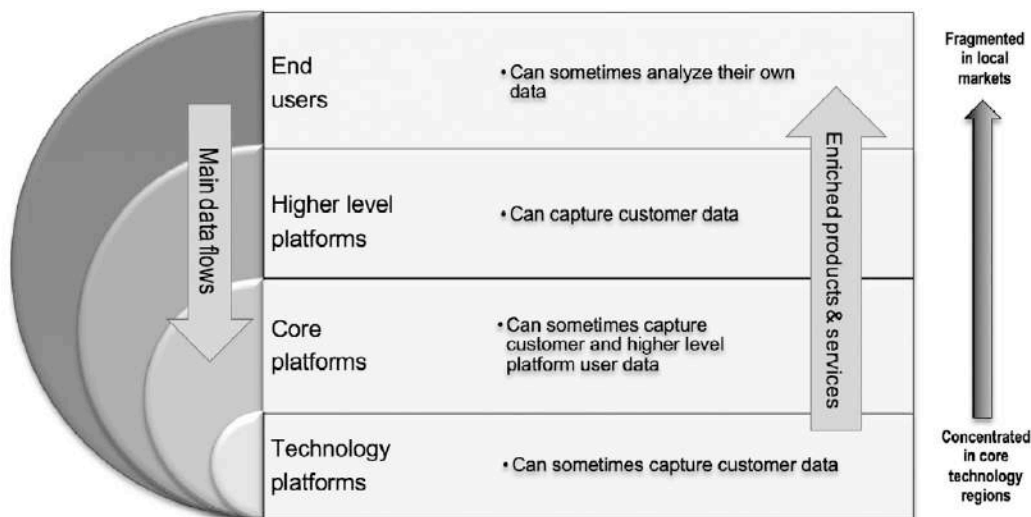 End
users
• Can sometimes analyze their own
data
Higher level
platforms
• Can capture customer data
Core
platforms
• Can sometimes capture
customer and higher level
platform user data
Technology
platforms
• Can sometimes capture customer data
Main data flows
Enriched products & services
Fragmented
in local
markets
Concentrated
in core
technology
regions